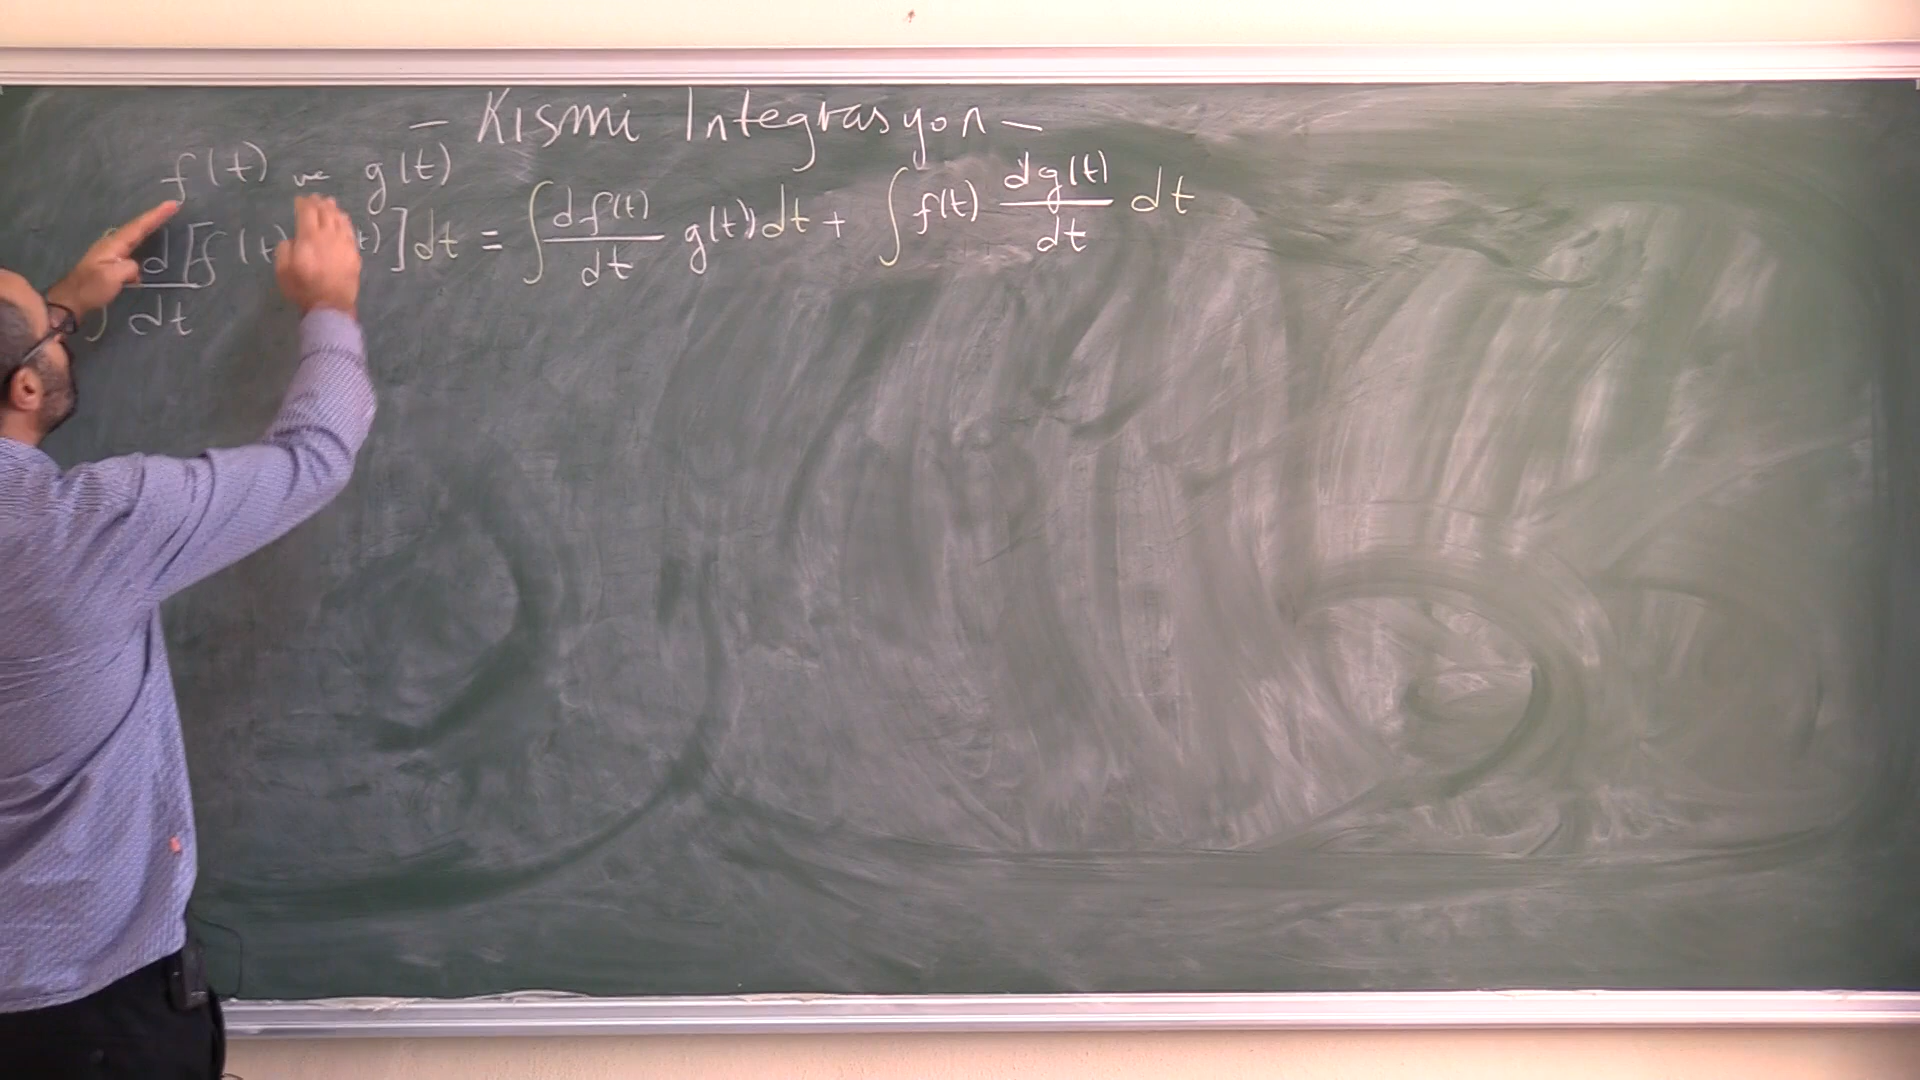 – Kısmi Integrasyon –
f(t) ve g(t)
∫ d/dt [f(t) t)] dt = ∫ df(t)/dt g(t) dt + ∫ f(t) dg(t)/dt dt